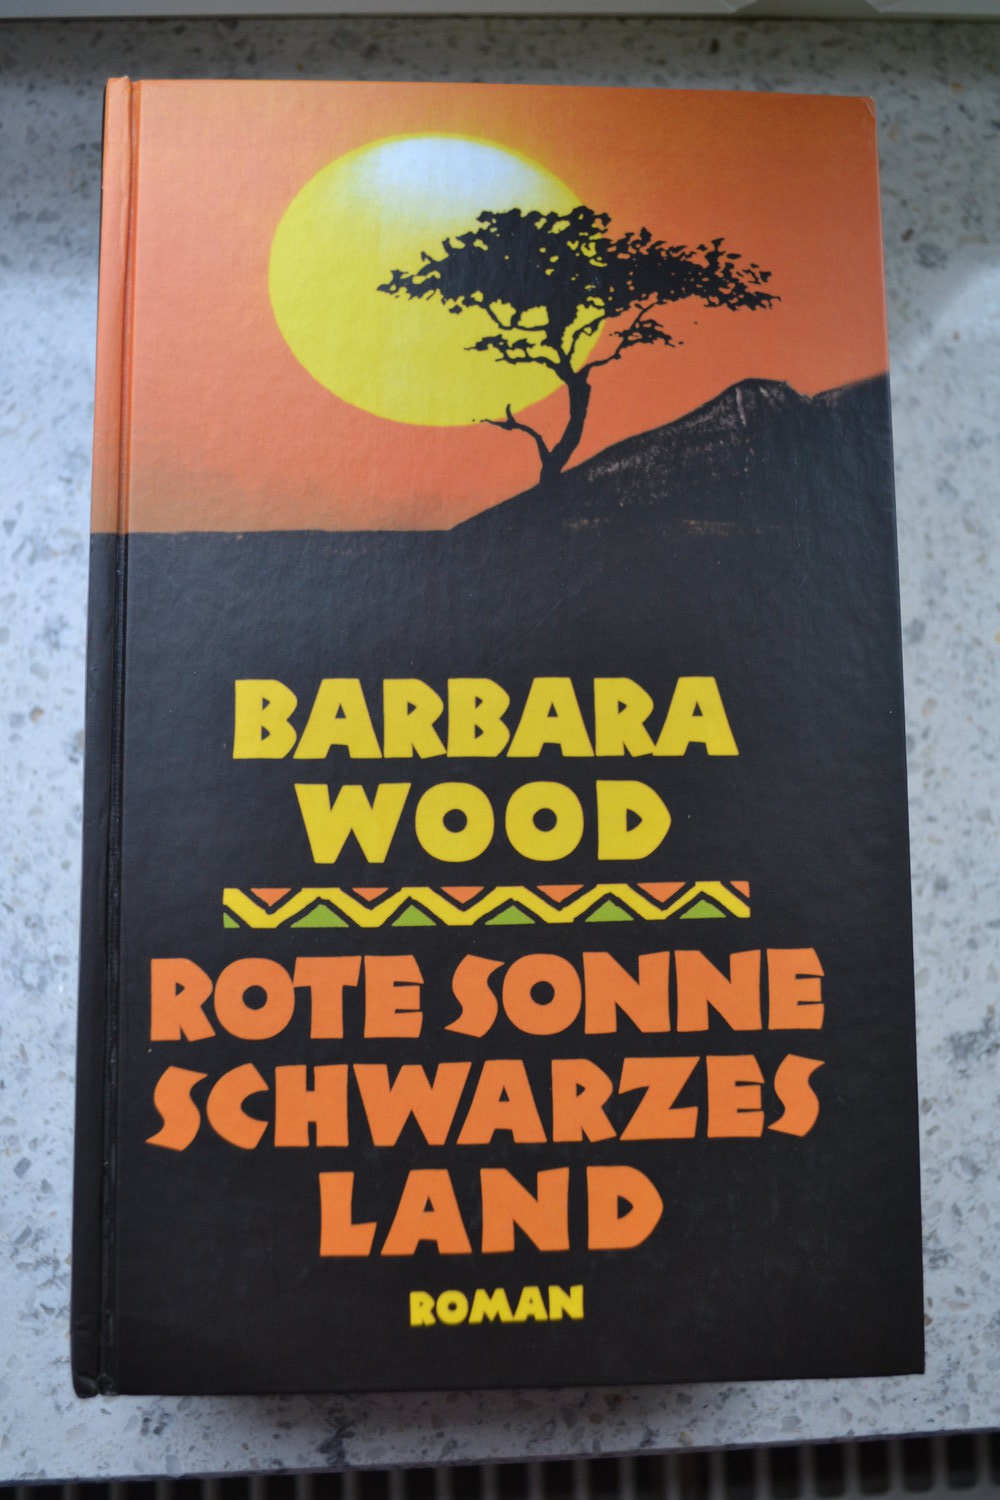 BARBARA
WOOD
ROTE SONNE
SCHWARZES
LAND
ROMAN